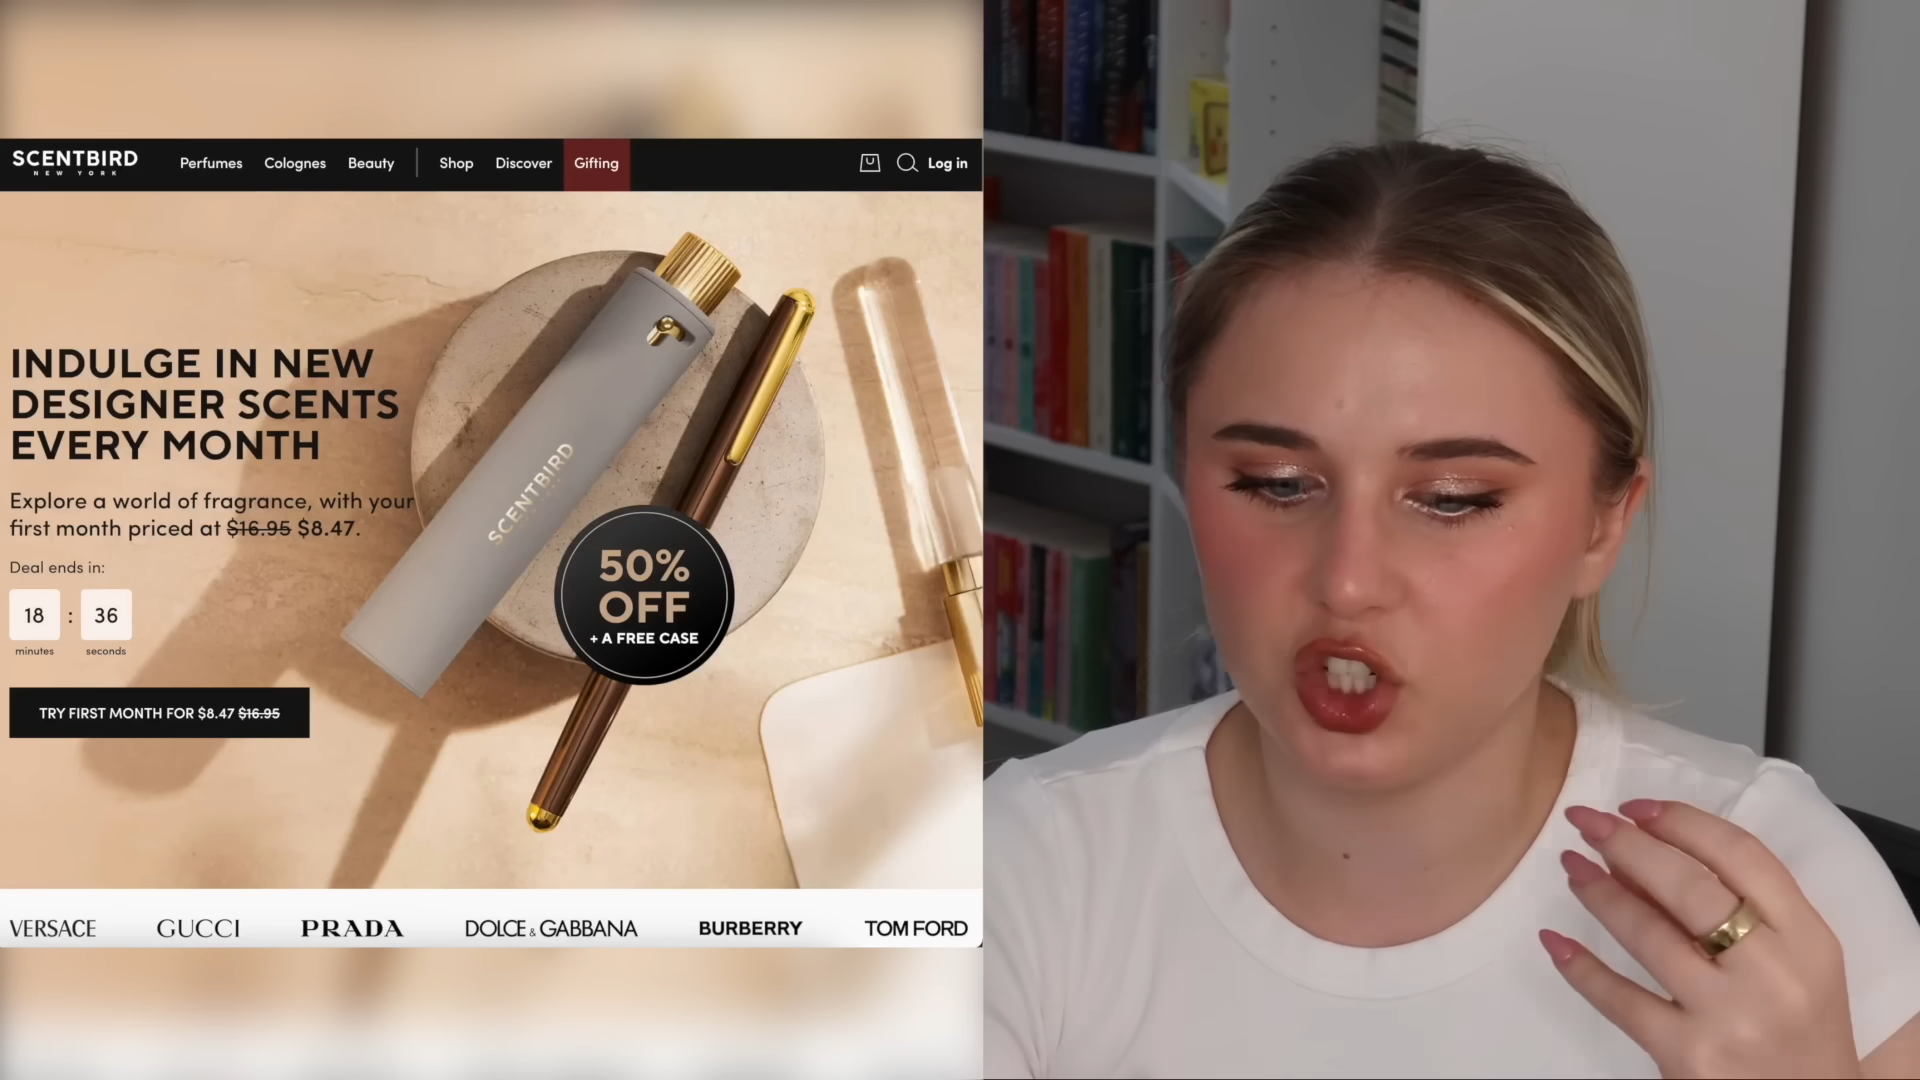 SCENTBIRD
NEW YORK
Perfumes Colognes Beauty Shop Discover Gifting Log in
INDULGE IN NEW
DESIGNER SCENTS
EVERY MONTH
Explore a world of fragrance, with your
first month priced at $16.95 $8.47.
Deal ends in:
18 : 36
minutes seconds
TRY FIRST MONTH FOR $8.47 $16.95
SCENTBIRD
50%
OFF
+ A FREE CASE
VERSACE GUCCI PRADA DOLCE & GABBANA BURBERRY TOM FORD